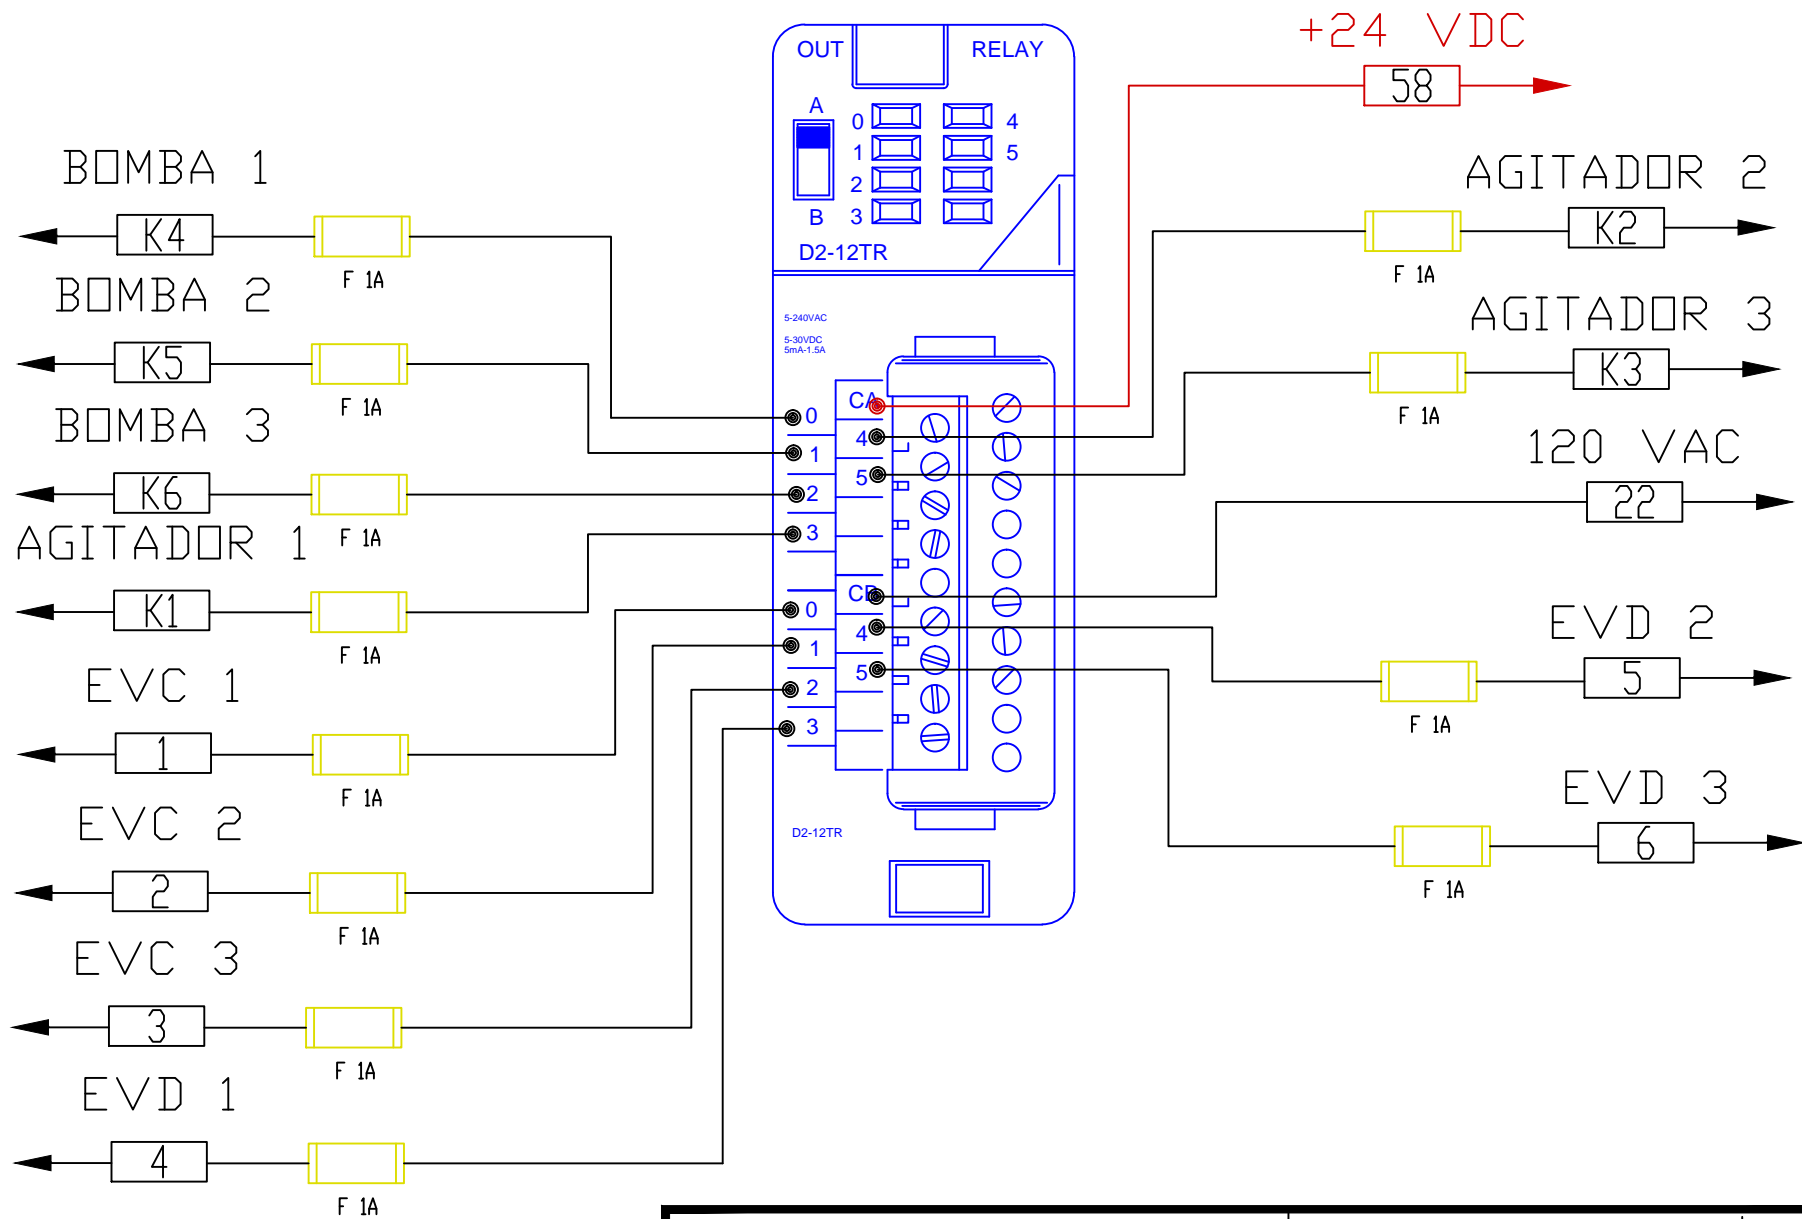 +24 VDC
58
OUT RELAY
A
B
0
1
2
3
4
5
D2-12TR
BOMBA 1
K4
F 1A
BOMBA 2
K5
F 1A
BOMBA 3
K6
F 1A
AGITADOR 1
K1
F 1A
EVC 1
1
F 1A
EVC 2
2
F 1A
EVC 3
3
F 1A
EVD 1
4
F 1A
5-240VAC
5-30VDC
5mA-1.5A
0
1
2
3
CA
4
5
0
1
2
3
CB
4
5
D2-12TR
AGITADOR 2
K2
F 1A
AGITADOR 3
K3
F 1A
120 VAC
22
EVD 2
5
F 1A
EVD 3
6
F 1A